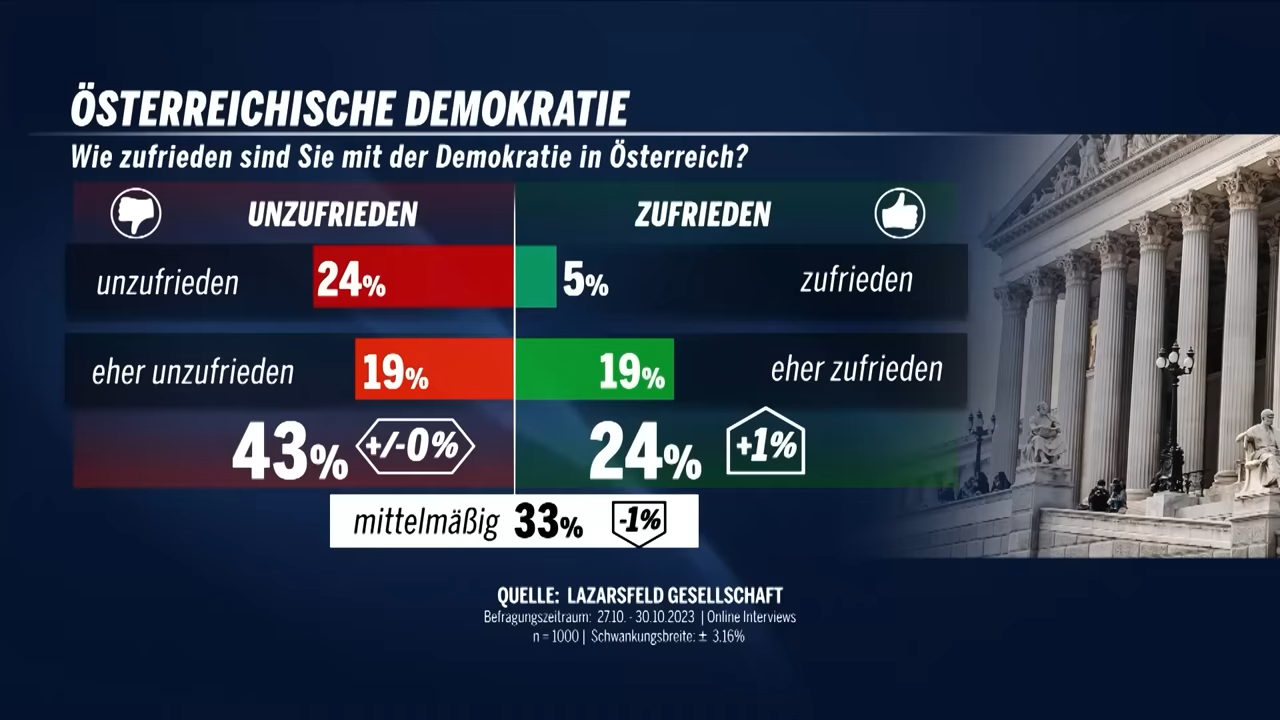 ÖSTERREICHISCHE DEMOKRATIE
Wie zufrieden sind Sie mit der Demokratie in Österreich?
UNZUFRIEDEN ZUFRIEDEN
unzufrieden 24% 5% zufrieden
eher unzufrieden 19% 19% eher zufrieden
43% +/-0% 24% +1%
mittelmäßig 33% -1%
QUELLE: LAZARSFELD GESELLSCHAFT
Befragungszeitraum: 27.10. - 30.10.2023 | Online Interviews
n = 1000 | Schwankungsbreite: ± 3.16%